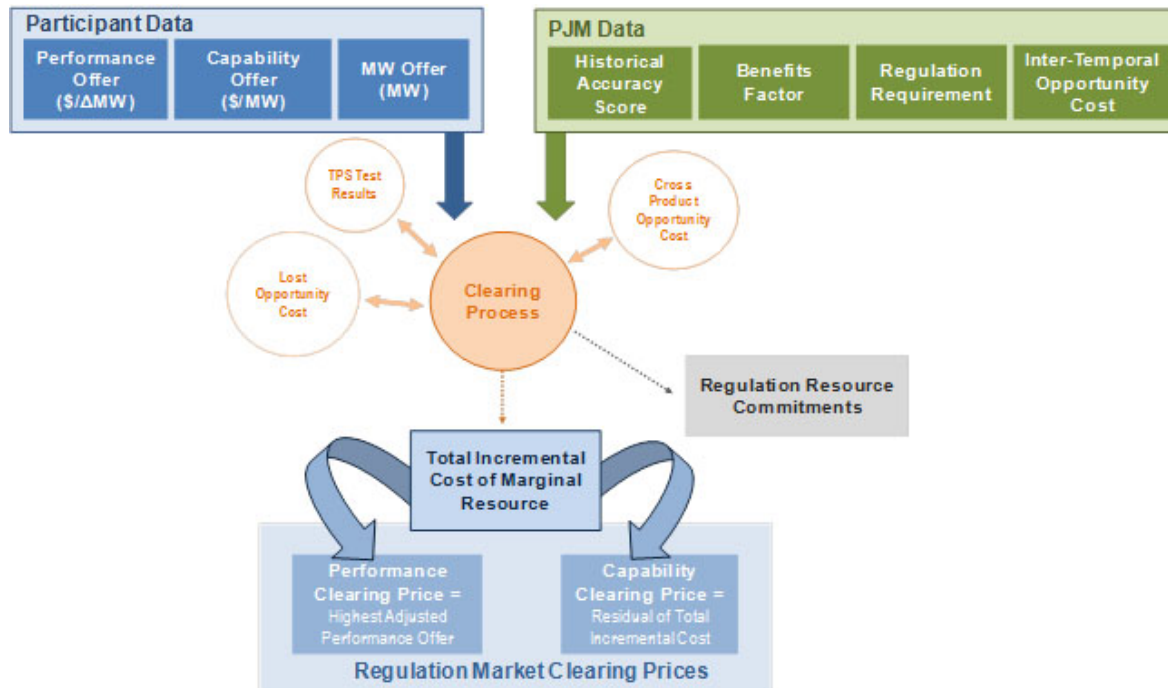 Participant Data
Performance
Offer
($/ΔMW)
Capability
Offer
($/MW)
MW Offer
(MW)
PJM Data
Historical
Accuracy
Score
Benefits
Factor
Regulation
Requirement
Inter-Temporal
Opportunity
Cost
TPS Test
Results
Cross
Product
Opportunity
Cost
Lost
Opportunity
Cost
Clearing
Process
Regulation Resource
Commitments
Total Incremental
Cost of Marginal
Resource
Performance
Clearing Price =
Highest Adjusted
Performance Offer
Capability
Clearing Price =
Residual of Total
Incremental Cost
Regulation Market Clearing Prices